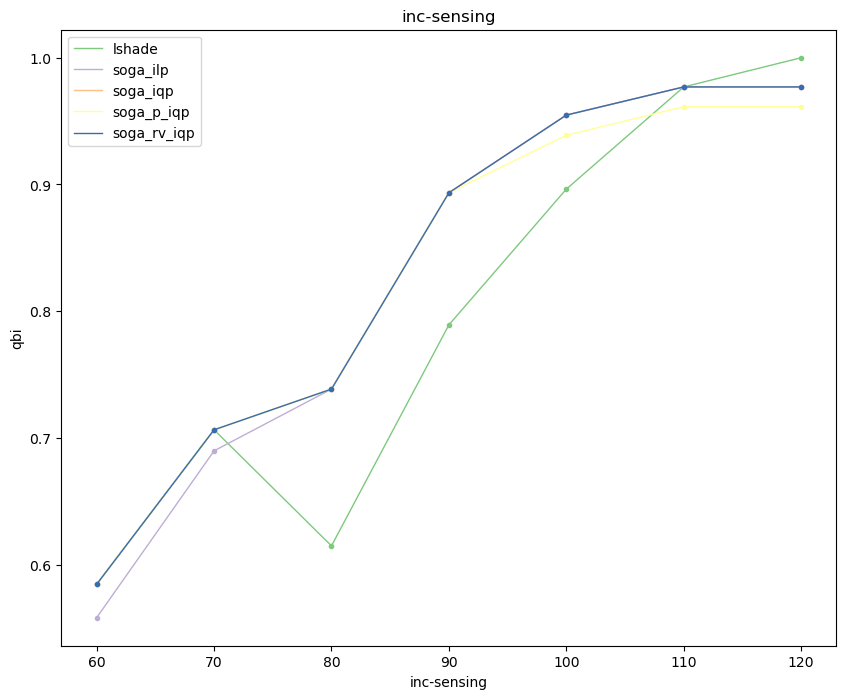 inc-sensing
lshade
soga_ilp
soga_iqp
soga_p_iqp
soga_rv_iqp
1.0
0.9
0.8
0.7
0.6
qbi
60 70 80 90 100 110 120
inc-sensing